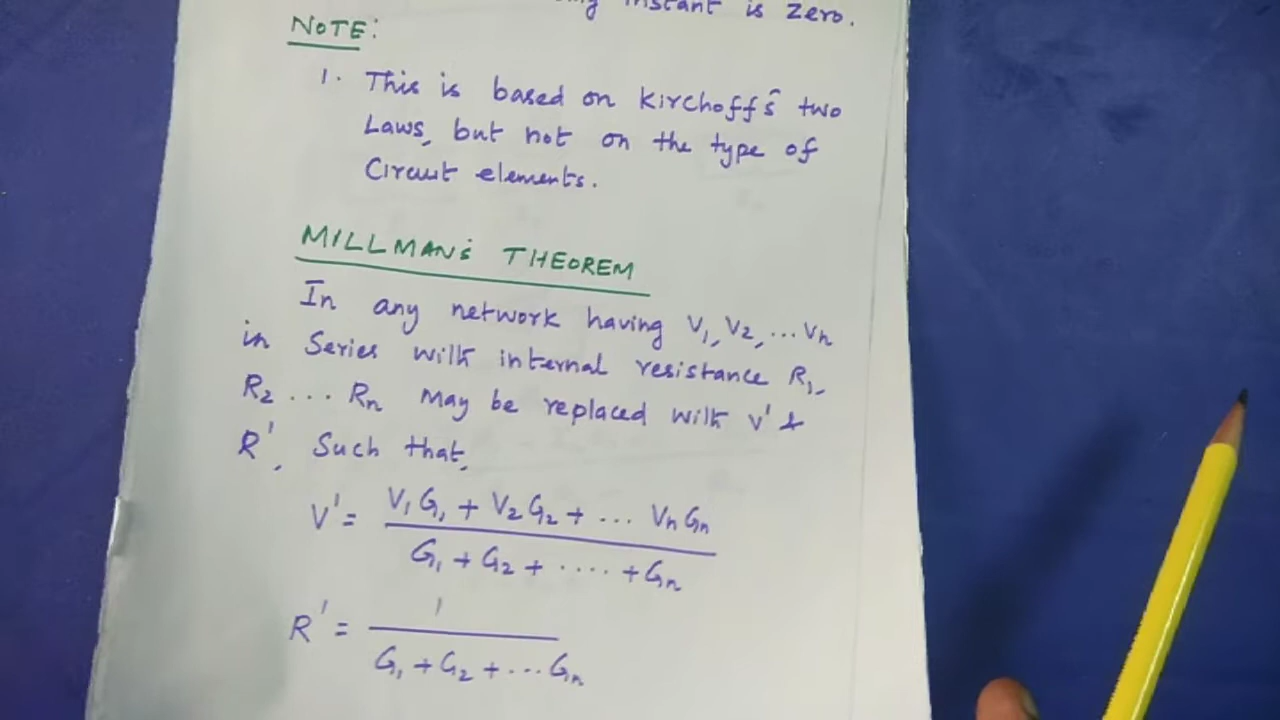 instant is zero.
NOTE:
1. This is based on Kirchoff's two
Laws, but not on the type of
Circuit elements.
MILLMAN'S THEOREM
In any network having V1, V2, ... Vn
in Series with internal resistance R1,
R2 ... Rn may be replaced with V' &
R', Such that,
V' = V1G1 + V2G2 + ... VnGn
G1 + G2 + .... + Gn
R' = 1
G1 + G2 + ... Gn